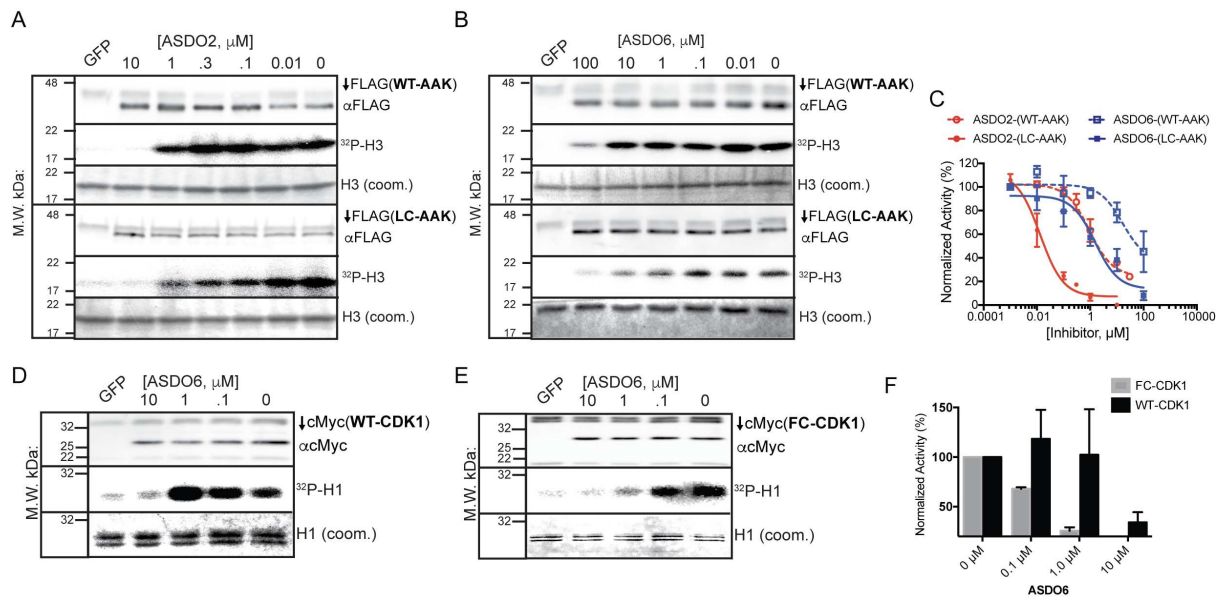 A
[ASDO2, μM]
GFP 10 1 .3 .1 0.01 0
M.W. kDa:
48
↓FLAG(WT-AAK)
αFLAG
22
17
³²P-H3
22
17
H3 (coom.)
48
↓FLAG(LC-AAK)
αFLAG
22
17
³²P-H3
22
17
H3 (coom.)
B
[ASDO6, μM]
GFP 100 10 1 .1 0.01 0
M.W. kDa:
48
↓FLAG(WT-AAK)
αFLAG
22
17
³²P-H3
22
17
H3 (coom.)
48
↓FLAG(LC-AAK)
αFLAG
22
17
³²P-H3
22
17
H3 (coom.)
C
ASDO2-(WT-AAK) ASDO6-(WT-AAK)
ASDO2-(LC-AAK) ASDO6-(LC-AAK)
Normalized Activity (%)
120
100
80
60
40
20
0
0.0001 0.01 1 100 10000
[Inhibitor, μM]
D
[ASDO6, μM]
GFP 10 1 .1 0
M.W. kDa:
32
25
22
↓cMyc(WT-CDK1)
αcMyc
32
³²P-H1
32
H1 (coom.)
E
[ASDO6, μM]
GFP 10 1 .1 0
M.W. kDa:
32
25
22
↓cMyc(FC-CDK1)
αcMyc
32
³²P-H1
32
H1 (coom.)
F
FC-CDK1
WT-CDK1
Normalized Activity (%)
150
100
50
0 μM 0.1 μM 1.0 μM 10 μM
ASDO6